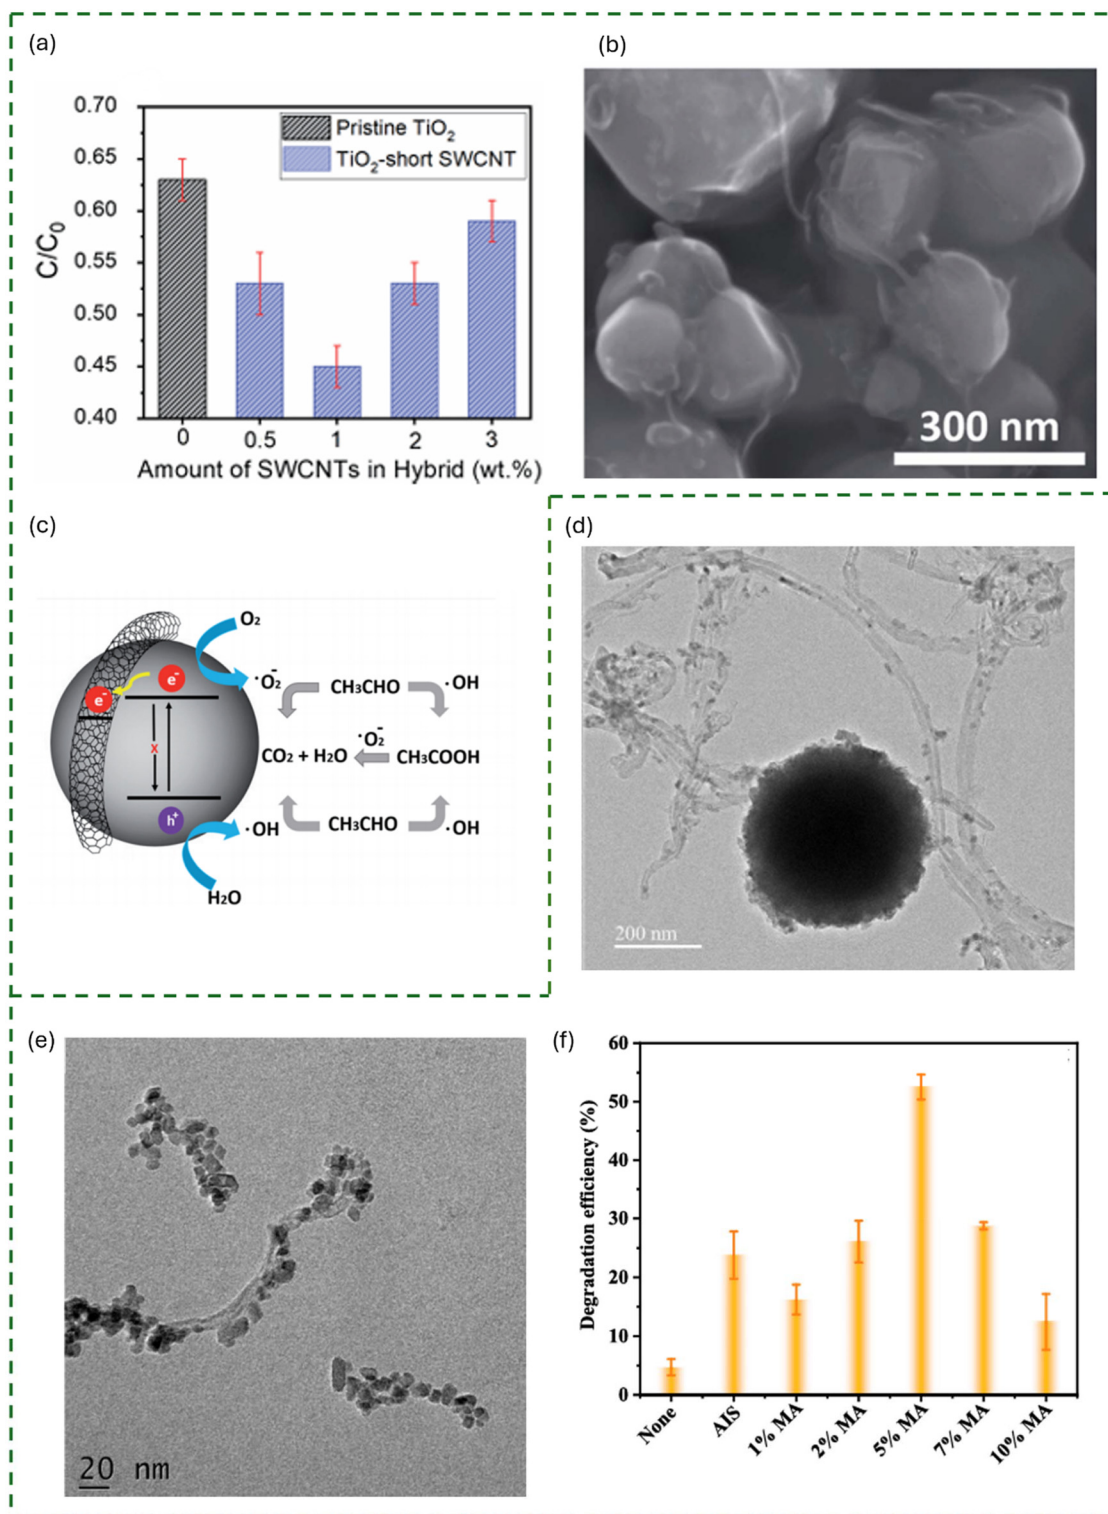 (a)
0.70
0.65
0.60
0.55
0.50
0.45
0.40
C/C0
Pristine TiO2
TiO2-short SWCNT
0 0.5 1 2 3
Amount of SWCNTs in Hybrid (wt.%)
(b)
300 nm
(c)
O2
e-
e-
·O2-
CH3CHO
·OH
x
·O2-
CO2 + H2O
CH3COOH
h+
·OH
CH3CHO
·OH
H2O
(d)
200 nm
(e)
20 nm
(f)
60
50
40
30
20
10
0
Degradation efficiency (%)
None AIS 1% MA 2% MA 5% MA 7% MA 10% MA